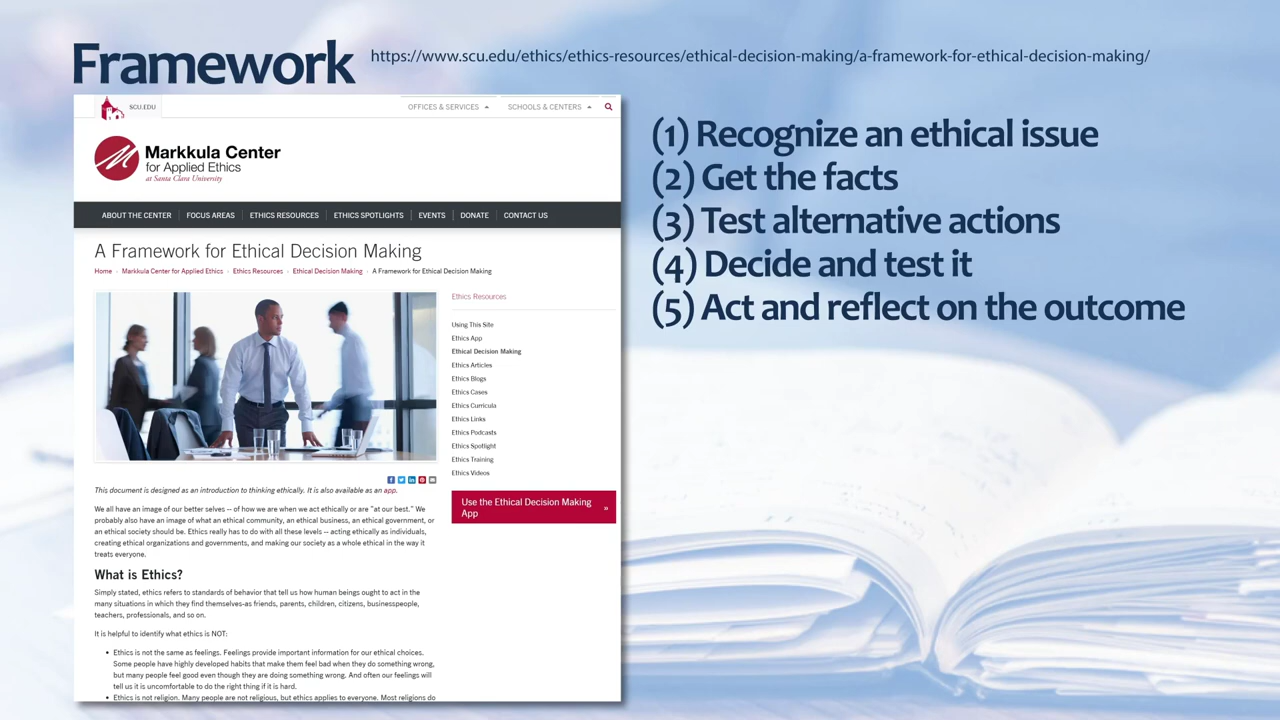 Framework https://www.scu.edu/ethics/ethics-resources/ethical-decision-making/a-framework-for-ethical-decision-making/
SCU.EDU
OFFICES & SERVICES
SCHOOLS & CENTERS
Markkula Center
for Applied Ethics
at Santa Clara University
ABOUT THE CENTER
FOCUS AREAS
ETHICS RESOURCES
ETHICS SPOTLIGHTS
EVENTS
DONATE
CONTACT US
A Framework for Ethical Decision Making
Home › Markkula Center for Applied Ethics › Ethics Resources › Ethical Decision Making › A Framework for Ethical Decision Making
This document is designed as an introduction to thinking ethically. It is also available as an app.
We all have an image of our better selves -- of how we are when we act ethically or are "at our best." We
probably also have an image of what an ethical community, an ethical business, an ethical government, or
an ethical society should be. Ethics really has to do with all these levels -- acting ethically as individuals,
creating ethical organizations and governments, and making our society as a whole ethical in the way it
treats everyone.
What is Ethics?
Simply stated, ethics refers to standards of behavior that tell us how human beings ought to act in the
many situations in which they find themselves-as friends, parents, children, citizens, businesspeople,
teachers, professionals, and so on.
It is helpful to identify what ethics is NOT:
• Ethics is not the same as feelings. Feelings provide important information for our ethical choices.
Some people have highly developed habits that make them feel bad when they do something wrong,
but many people feel good even though they are doing something wrong. And often our feelings will
tell us it is uncomfortable to do the right thing if it is hard.
• Ethics is not religion. Many people are not religious, but ethics applies to everyone. Most religions do
Ethics Resources
Using This Site
Ethics App
Ethical Decision Making
Ethics Articles
Ethics Blogs
Ethics Cases
Ethics Curricula
Ethics Links
Ethics Podcasts
Ethics Spotlight
Ethics Training
Ethics Videos
Use the Ethical Decision Making
App »
(1) Recognize an ethical issue
(2) Get the facts
(3) Test alternative actions
(4) Decide and test it
(5) Act and reflect on the outcome